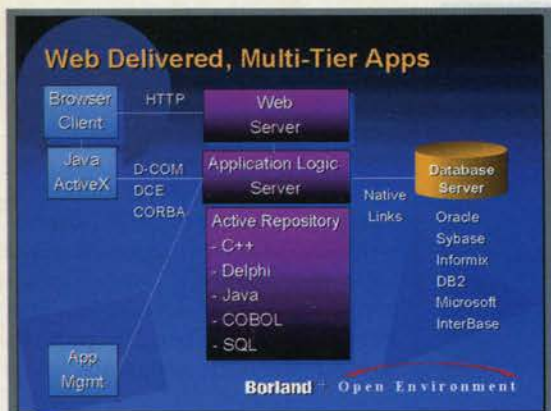 Web Delivered, Multi-Tier Apps
Browser
Client
HTTP
Web
Server
Java
ActiveX
D-COM
DCE
CORBA
Application Logic
Server
Native
Links
Database
Server
Active Repository
- C++
- Delphi
- Java
- COBOL
- SQL
Oracle
Sybase
Informix
DB2
Microsoft
InterBase
App.
Mgmt
Borland + Open Environment